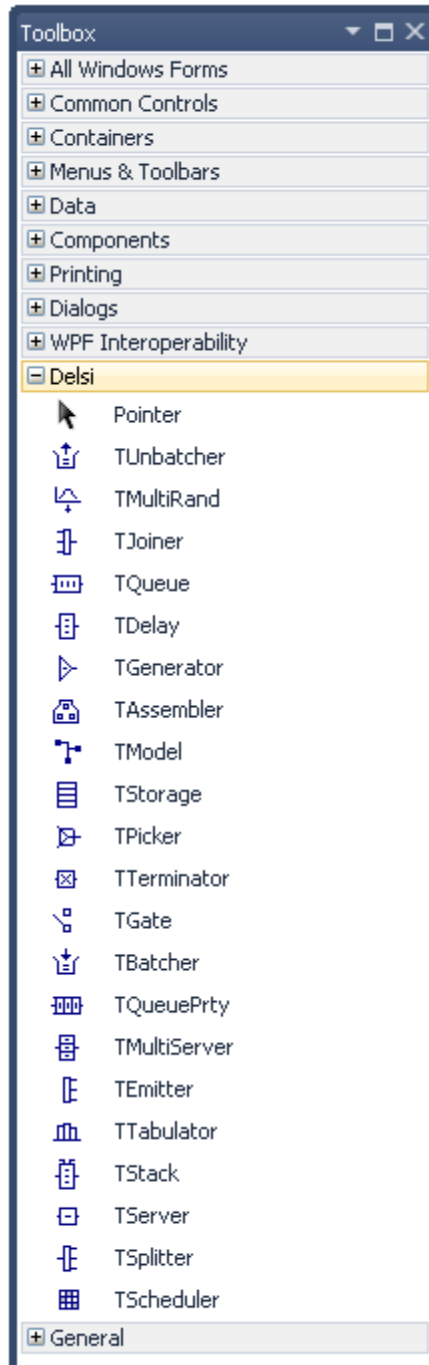 Toolbox
All Windows Forms
Common Controls
Containers
Menus & Toolbars
Data
Components
Printing
Dialogs
WPF Interoperability
Delsi
Pointer
TUnbatcher
TMultiRand
TJoiner
TQueue
TDelay
TGenerator
TAssembler
TModel
TStorage
TPicker
TTerminator
TGate
TBatcher
TQueuePrty
TMultiServer
TEmitter
TTabulator
TStack
TServer
TSplitter
TScheduler
General